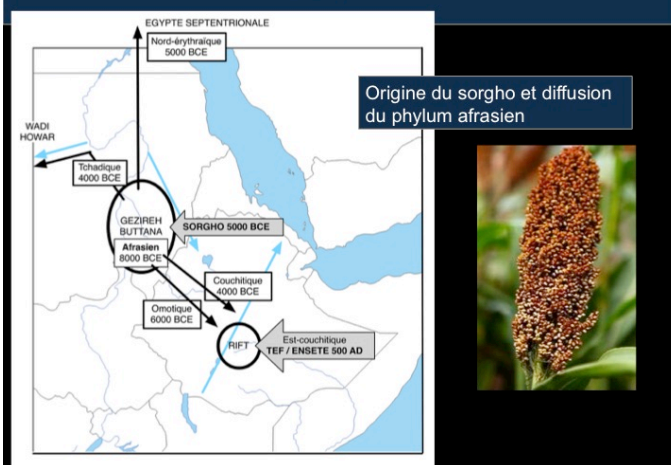 EGYPTE SEPTENTRIONALE
Nord-érythraïque
5000 BCE
Origine du sorgho et diffusion
du phylum afrasien
WADI
HOWAR
Tchadique
4000 BCE
GEZIREH
BUTTANA
SORGHO 5000 BCE
Afrasien
8000 BCE
Couchitique
4000 BCE
Omotique
6000 BCE
RIFT
Est-couchitique
TEF / ENSETE 500 AD